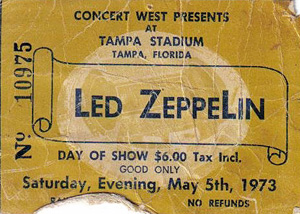 CONCERT WEST PRESENTS
AT
TAMPA STADIUM
TAMPA, FLORIDA
Nº 10975
LED ZEPPELIN
DAY OF SHOW $6.00 Tax Incl.
GOOD ONLY
Saturday, Evening, May 5th, 1973
NO REFUNDS